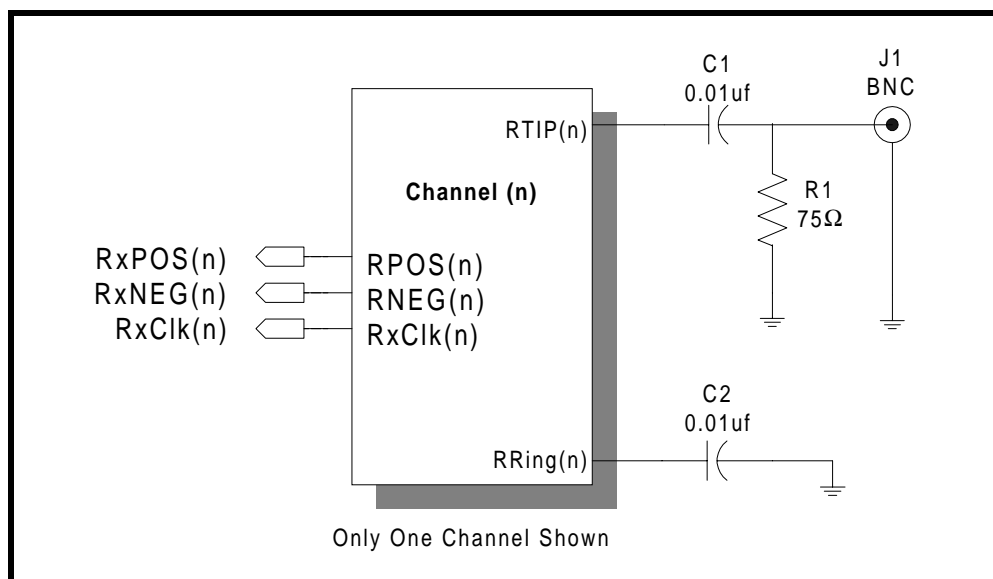 J1
BNC
C1
0.01uf
RTIP(n)
Channel (n)
R1
75Ω
RxPOS(n)
RPOS(n)
RxNEG(n)
RNEG(n)
RxClk(n)
RxClk(n)
C2
0.01uf
RRing(n)
Only One Channel Shown